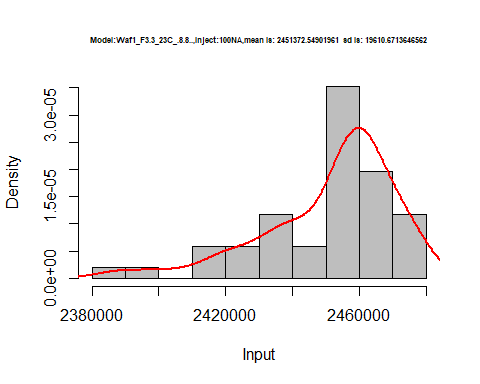 Model:Waf1_F3.3_23C_.8.8.,Inject:100NA,mean is: 2451372.54901961 sd is: 19610.6713646562
3.0e-05
1.5e-05
0.0e+00
Density
2380000
2420000
2460000
Input